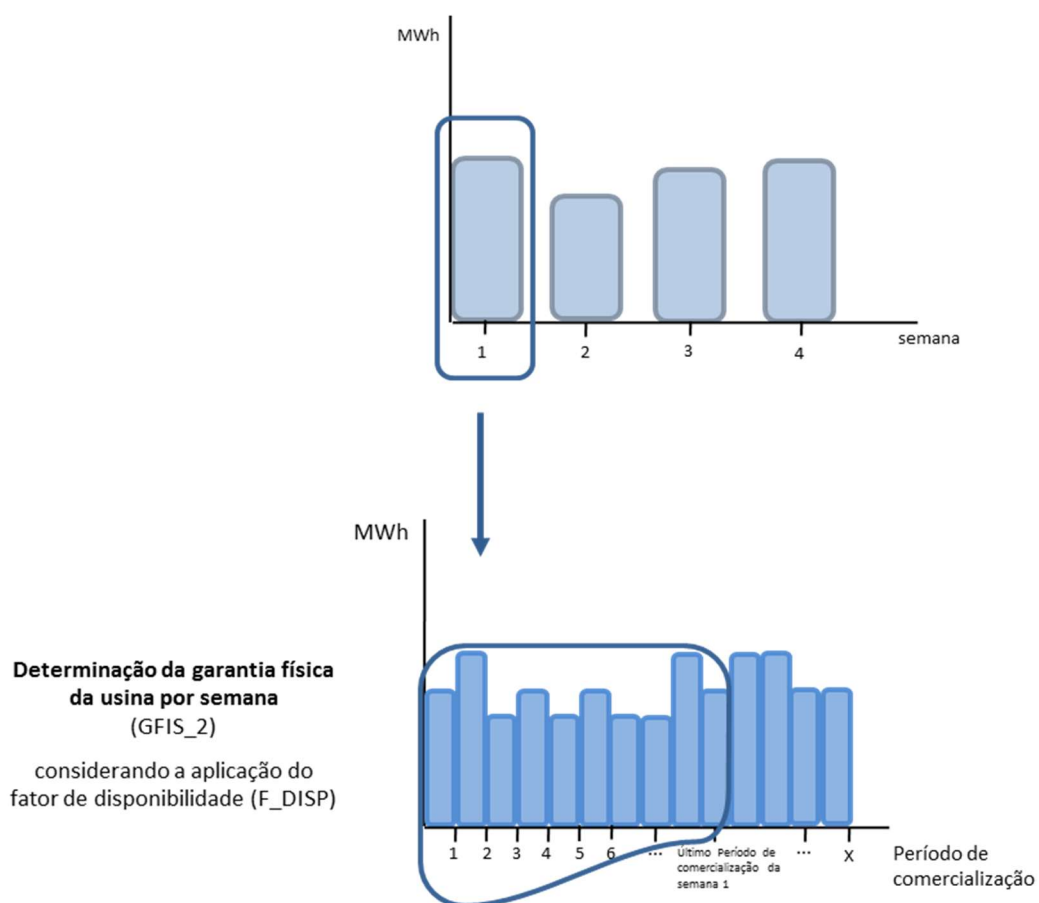 MWh
semana
1 2 3 4
MWh
Determinação da garantia física
da usina por semana
(GFIS_2)
considerando a aplicação do
fator de disponibilidade (F_DISP)
1 2 3 4 5 6 ... Último Período de ... X
comercialização da
semana 1
Período de
comercialização